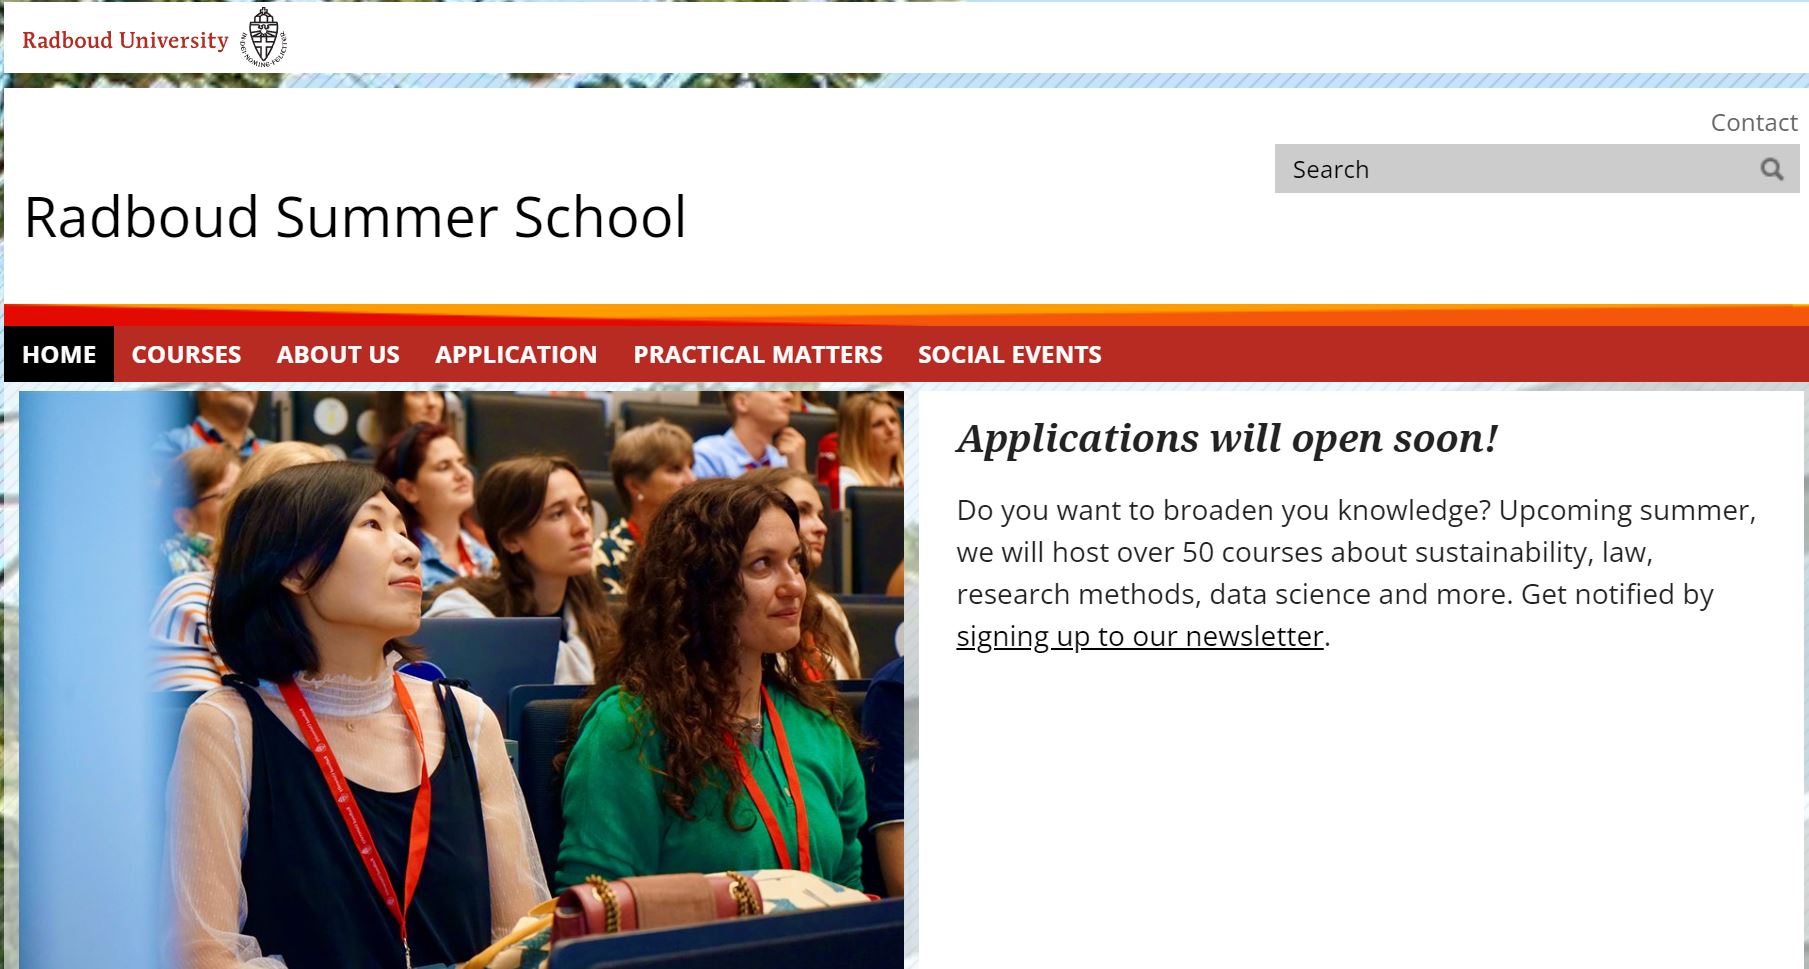 Radboud University
IN DEI NOMINE FELICITER
Contact
Search
Radboud Summer School
HOME COURSES ABOUT US APPLICATION PRACTICAL MATTERS SOCIAL EVENTS
Applications will open soon!
Do you want to broaden you knowledge? Upcoming summer,
we will host over 50 courses about sustainability, law,
research methods, data science and more. Get notified by
signing up to our newsletter.